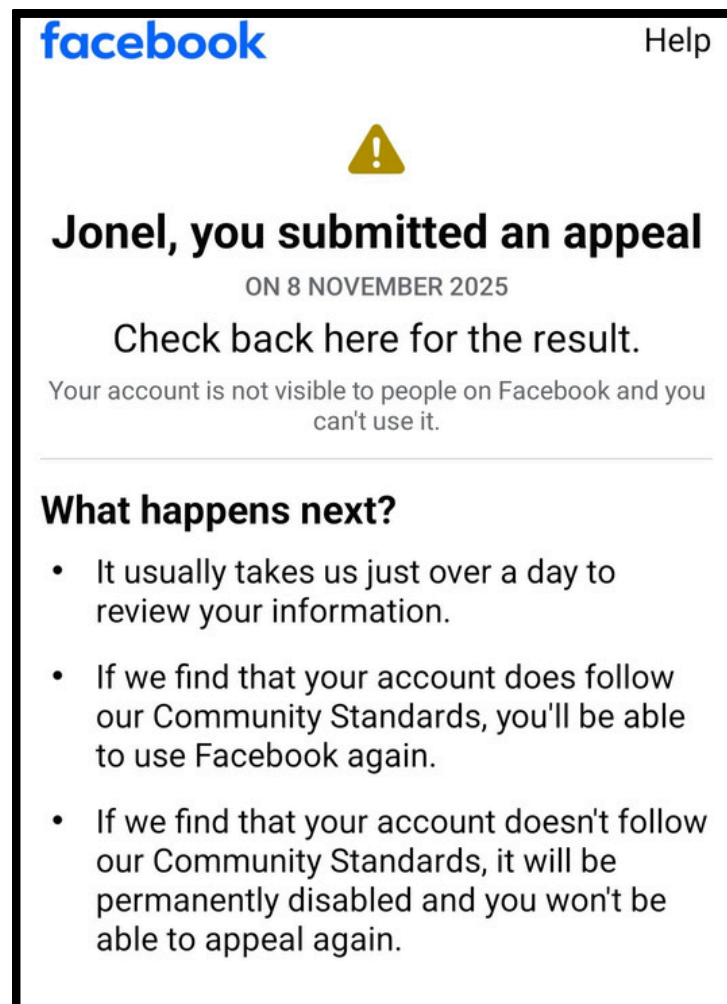 facebook
Help
Jonel, you submitted an appeal
ON 8 NOVEMBER 2025
Check back here for the result.
Your account is not visible to people on Facebook and you
can't use it.
What happens next?
• It usually takes us just over a day to
review your information.
• If we find that your account does follow
our Community Standards, you'll be able
to use Facebook again.
• If we find that your account doesn't follow
our Community Standards, it will be
permanently disabled and you won't be
able to appeal again.